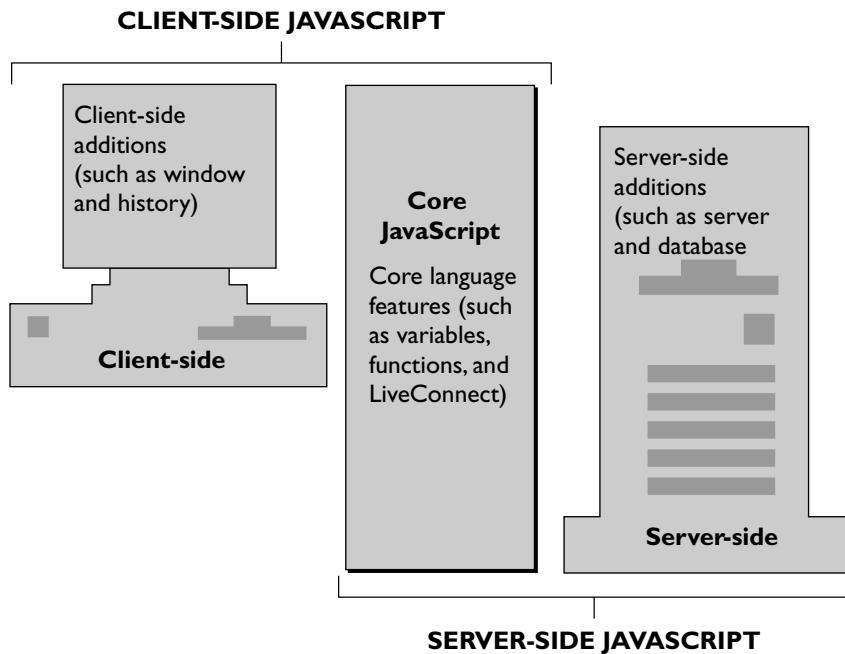 CLIENT-SIDE JAVASCRIPT
Client-side
additions
(such as window
and history)
Client-side
Core
JavaScript
Core language
features (such
as variables,
functions, and
LiveConnect)
Server-side
additions
(such as server
and database
Server-side
SERVER-SIDE JAVASCRIPT